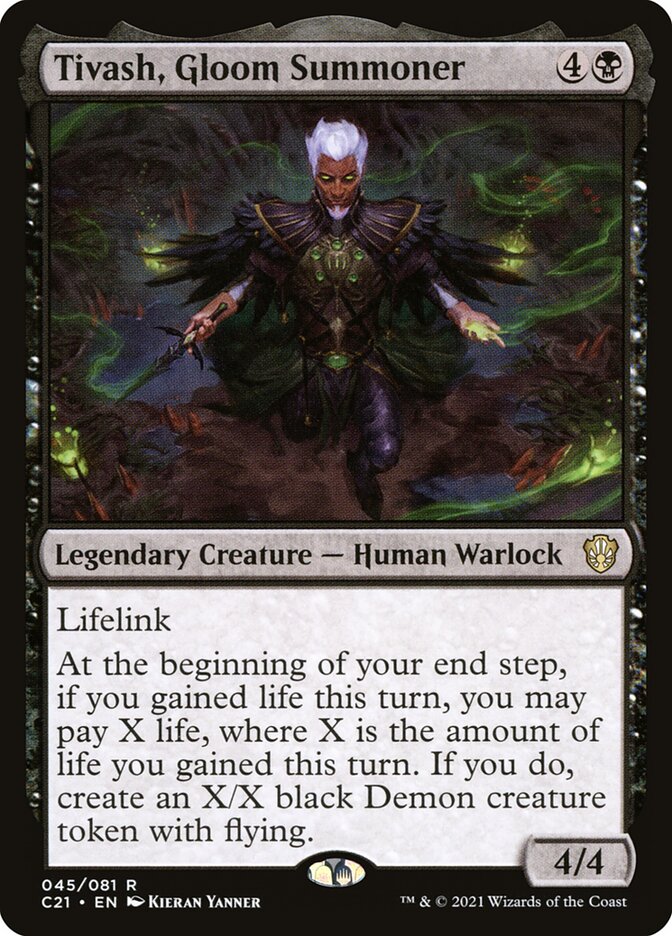 Tivash, Gloom Summoner 4
Legendary Creature — Human Warlock
Lifelink
At the beginning of your end step,
if you gained life this turn, you may
pay X life, where X is the amount of
life you gained this turn. If you do,
create an X/X black Demon creature
token with flying.
4/4
045/081 R
C21 • EN KIERAN YANNER
™ & © 2021 Wizards of the Coast